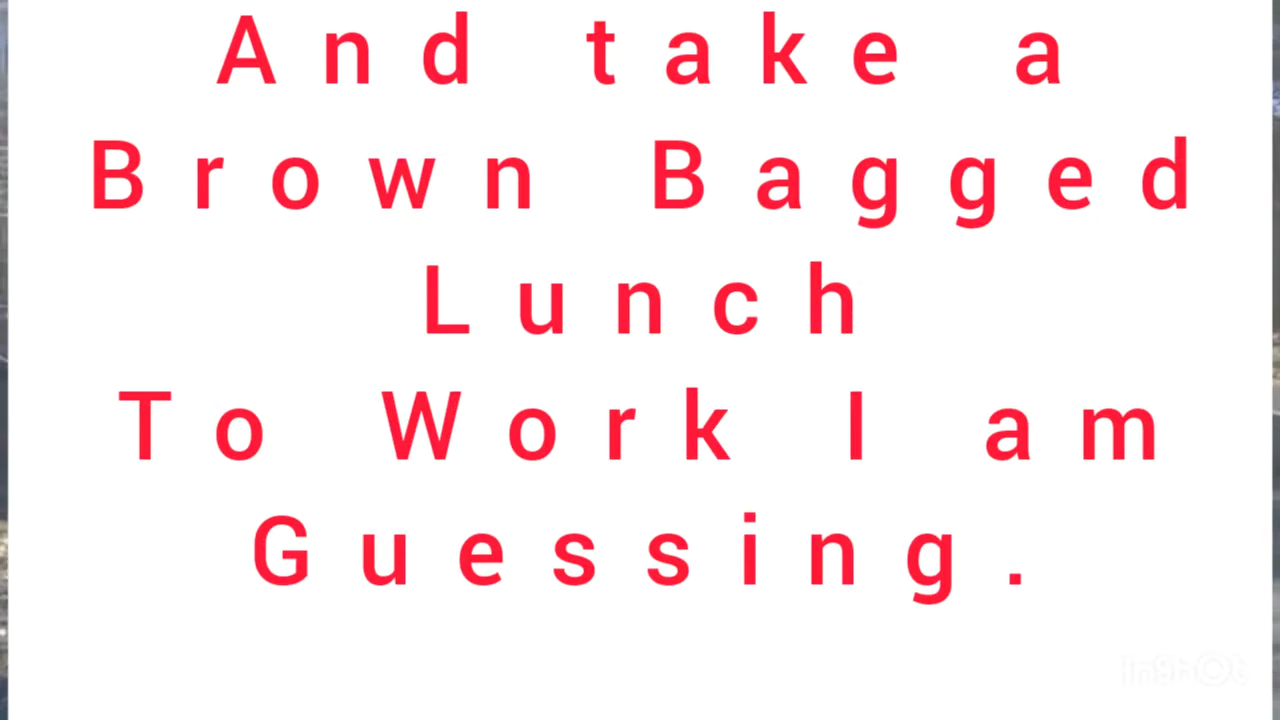 And take a
Brown Bagged
Lunch
To Work I am
Guessing.